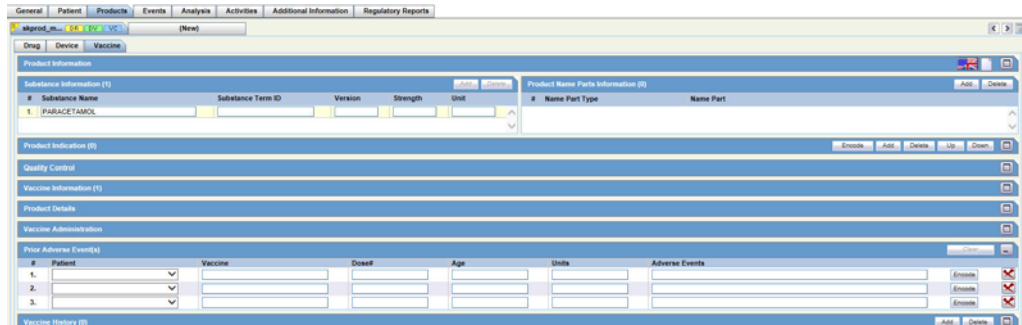 General Patient Products Events Analysis Activities Additional Information Regulatory Reports
skprod_m... DR DV VC (New)
Drug Device Vaccine
Product Information
Substance Information (1) Add Delete Product Name Parts Information (0) Add Delete
# Substance Name Substance Term ID Version Strength Unit # Name Part Type Name Part
1. PARACETAMOL
Product Indication (0) Encode Add Delete Up Down
Quality Control
Vaccine Information (1)
Product Details
Vaccine Administration
Prior Adverse Event(s) Clear
# Patient Vaccine Dose# Age Units Adverse Events
1. Encode
2. Encode
3. Encode
Vaccine History (0) Add Delete